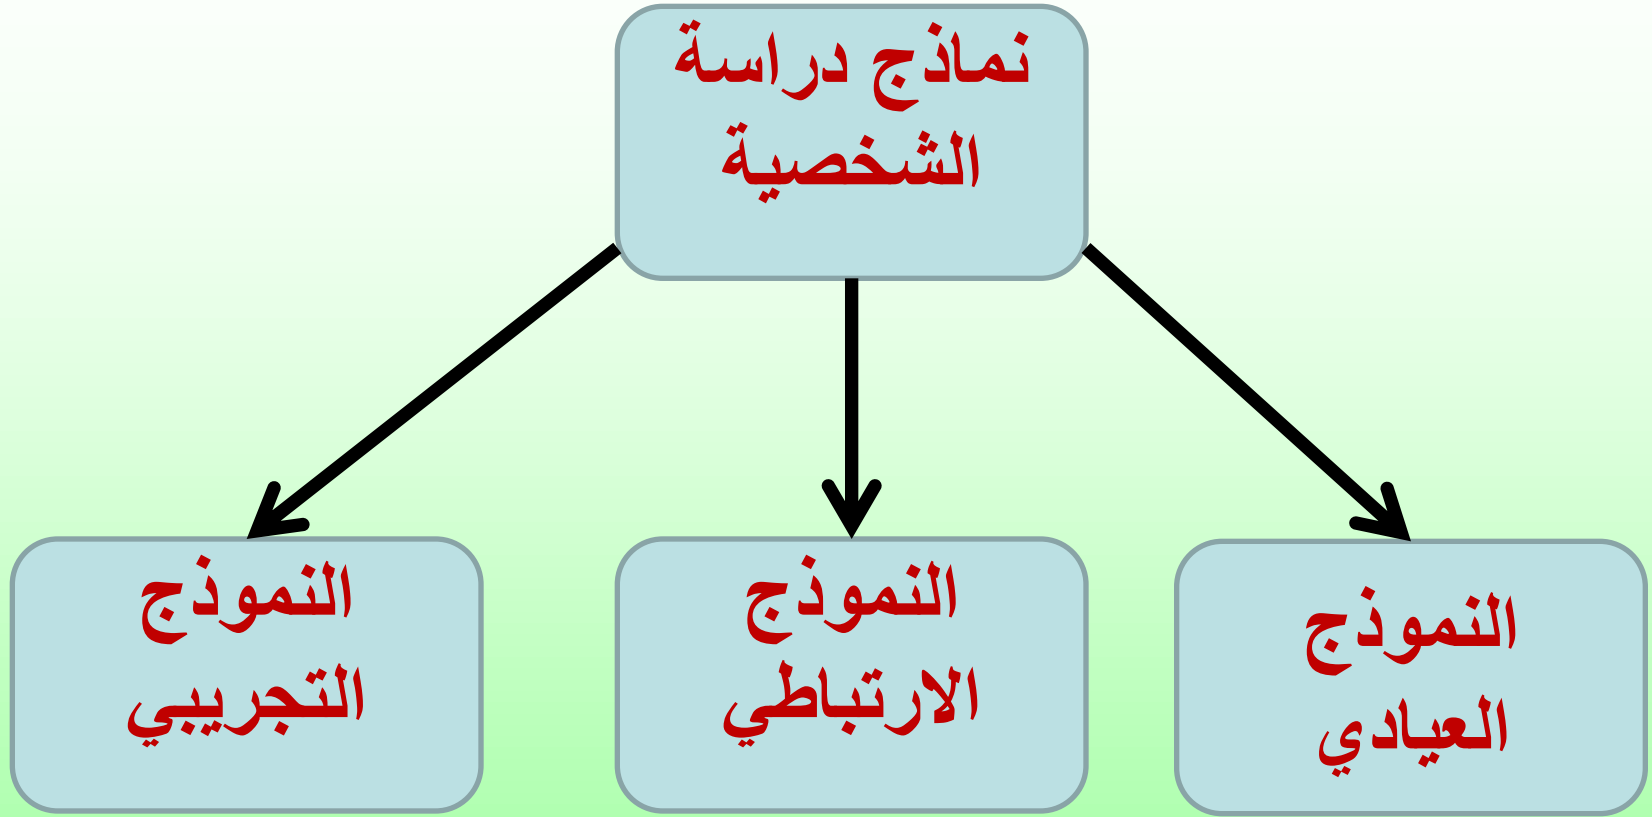 نماذج دراسة
الشخصية
النموذج
العيادي
النموذج
الارتباطي
النموذج
التجريبي